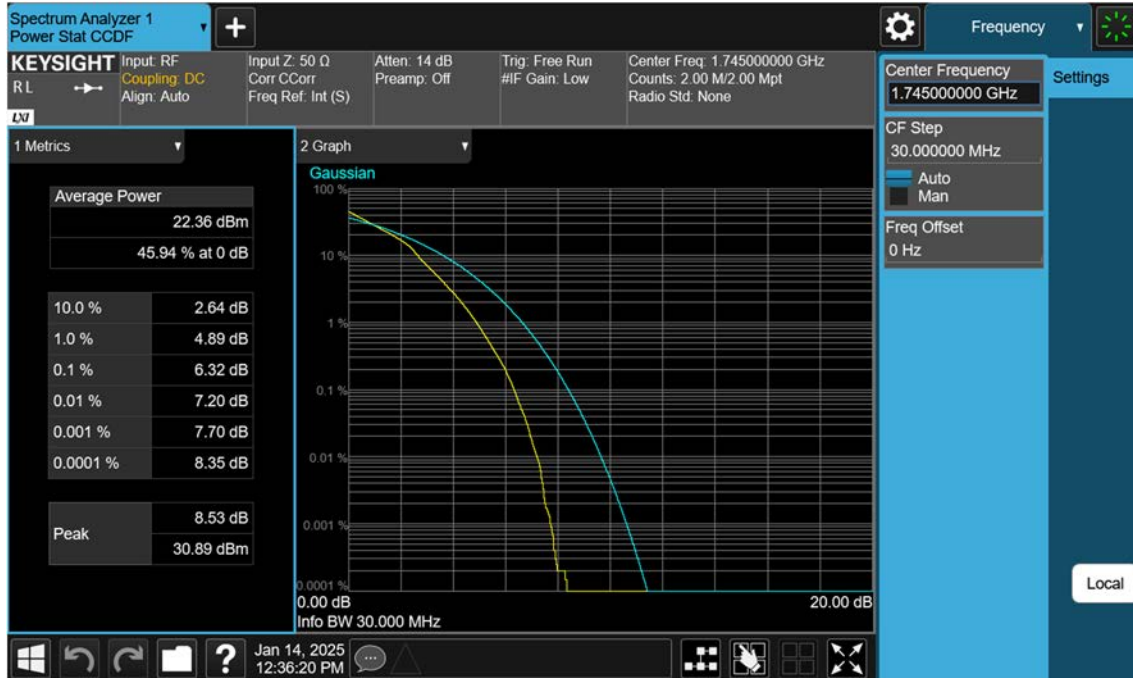 Spectrum Analyzer 1
Power Stat CCDF
Frequency
KEYSIGHT
R L
LXI
Input: RF
Coupling: DC
Align: Auto
Input Z: 50 Ω
Corr CCorr
Freq Ref: Int (S)
Atten: 14 dB
Preamp: Off
Trig: Free Run
#IF Gain: Low
Center Freq: 1.745000000 GHz
Counts: 2.00 M/2.00 Mpt
Radio Std: None
Center Frequency
1.745000000 GHz
Settings
CF Step
30.000000 MHz
Auto
Man
Freq Offset
0 Hz
Local
1 Metrics
Average Power
22.36 dBm
45.94 % at 0 dB
10.0 % 2.64 dB
1.0 % 4.89 dB
0.1 % 6.32 dB
0.01 % 7.20 dB
0.001 % 7.70 dB
0.0001 % 8.35 dB
Peak
8.53 dB
30.89 dBm
2 Graph
Gaussian
100 %
10 %
1 %
0.1 %
0.01 %
0.001 %
0.0001 %
0.00 dB 20.00 dB
Info BW 30.000 MHz
?
Jan 14, 2025
12:36:20 PM